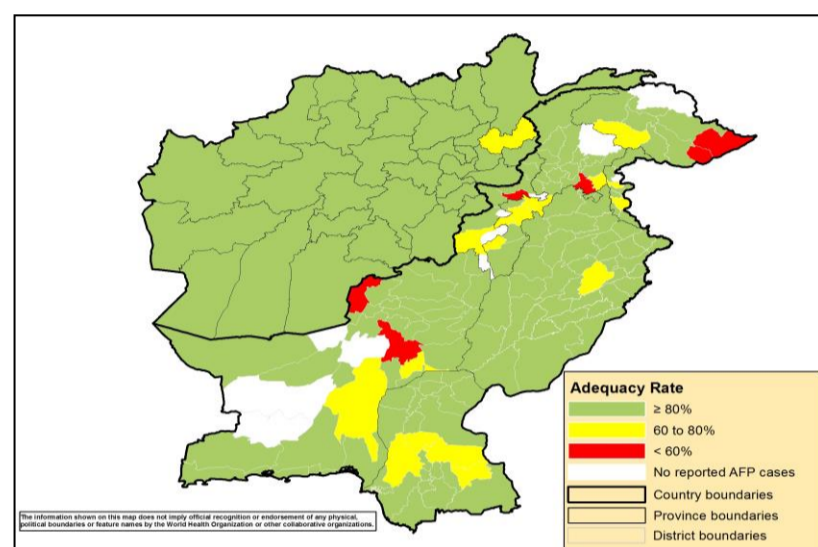 Adequacy Rate
≥ 80%
60 to 80%
< 60%
No reported AFP cases
Country boundaries
Province boundaries
District boundaries
The information shown on this map does not imply official recognition or endorsement of any physical,
political boundaries or feature names by the World Health Organization or other collaborative organizations.